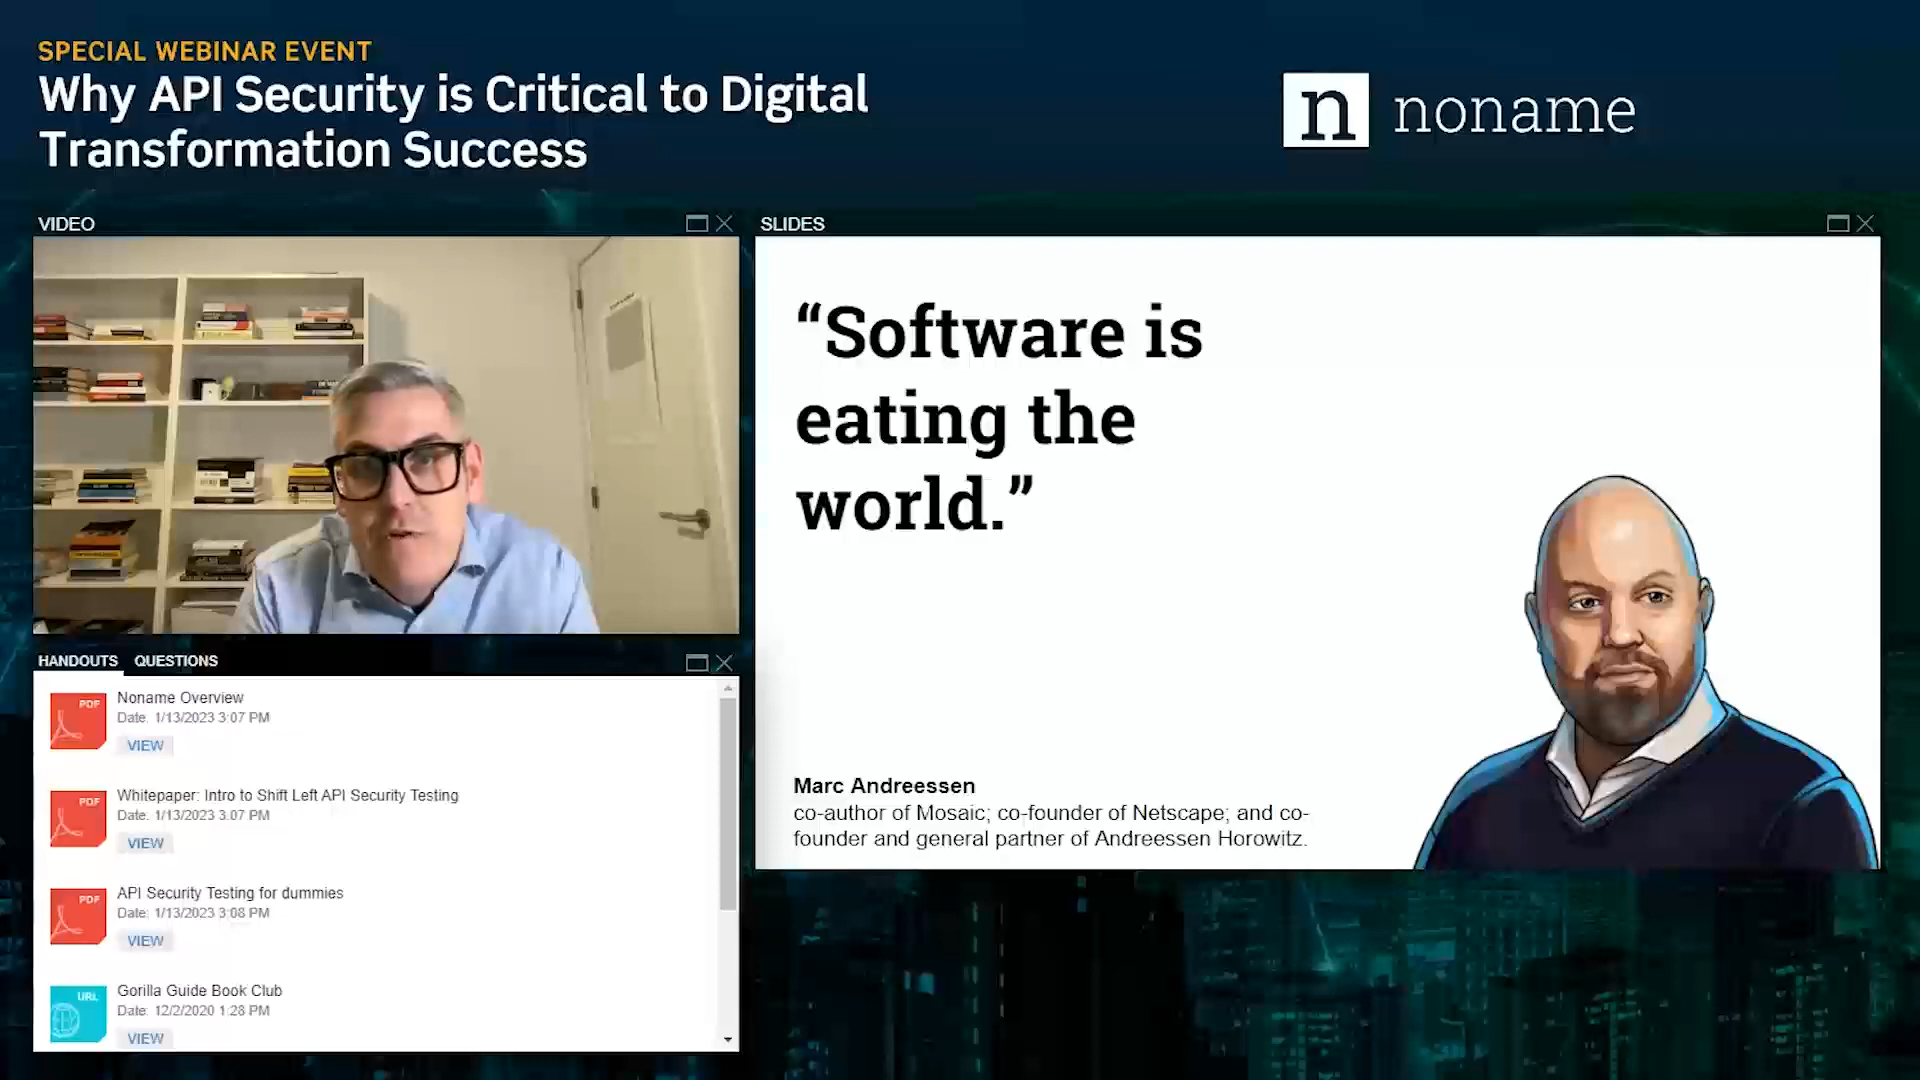 SPECIAL WEBINAR EVENT
Why API Security is Critical to Digital
Transformation Success
n noname
VIDEO
SLIDES
“Software is
eating the
world.”
Marc Andreessen
co-author of Mosaic; co-founder of Netscape; and co-
founder and general partner of Andreessen Horowitz.
HANDOUTS QUESTIONS
PDF
Noname Overview
Date: 1/13/2023 3:07 PM
VIEW
PDF
Whitepaper: Intro to Shift Left API Security Testing
Date: 1/13/2023 3:07 PM
VIEW
PDF
API Security Testing for dummies
Date: 1/13/2023 3:08 PM
VIEW
URL
Gorilla Guide Book Club
Date: 12/2/2020 1:28 PM
VIEW